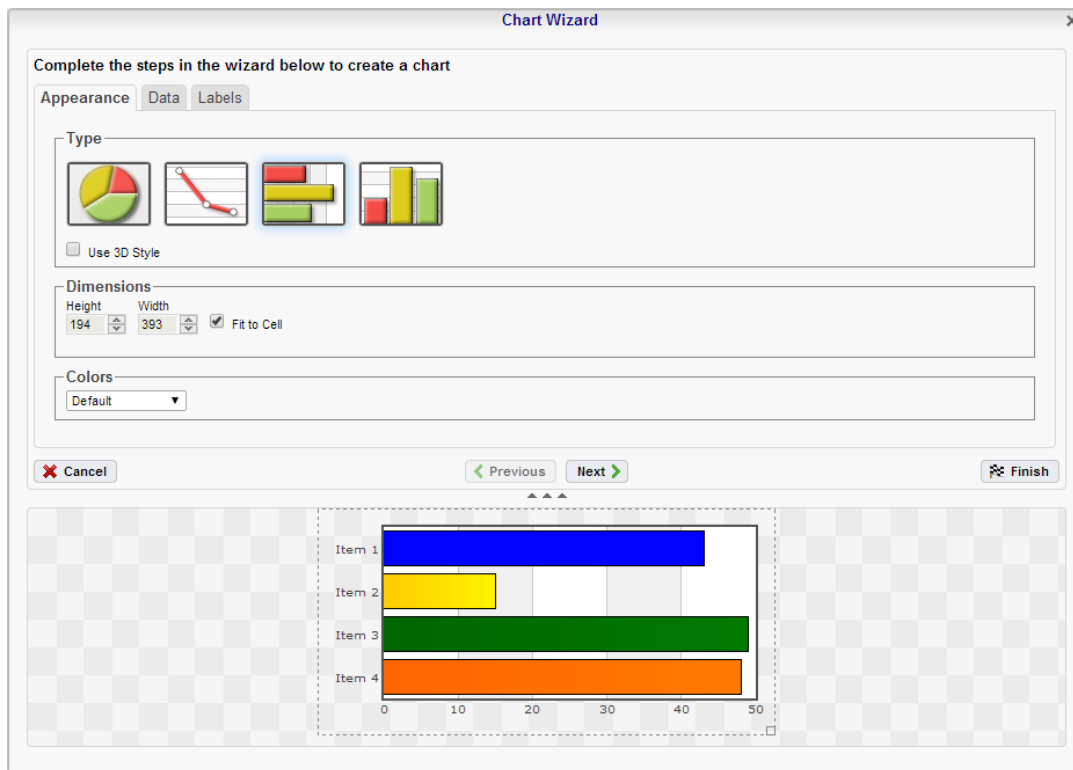 Chart Wizard
Complete the steps in the wizard below to create a chart
Appearance Data Labels
Type
Use 3D Style
Dimensions
Height Width
194 393 Fit to Cell
Colors
Default
Cancel Previous Next Finish
Item 1
Item 2
Item 3
Item 4
0 10 20 30 40 50